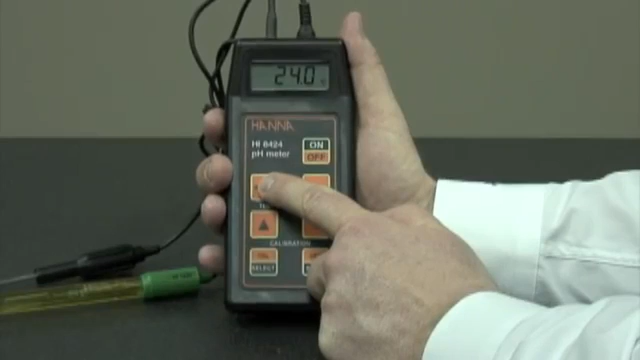 24.0
HANNA
HI 8424
pH meter
ON
OFF
CALIBRATION
SELECT